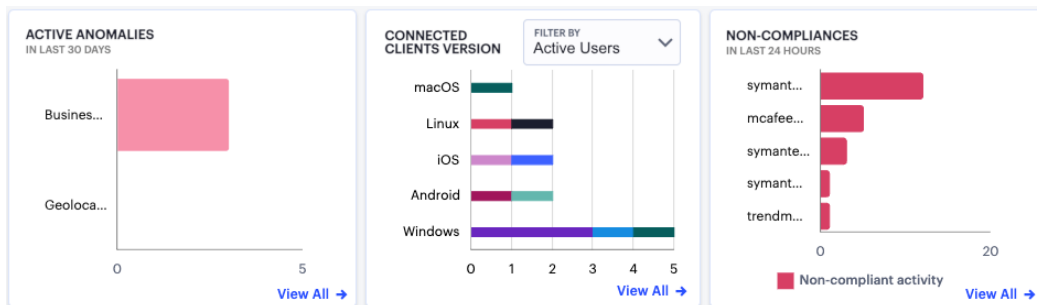 ACTIVE ANOMALIES
IN LAST 30 DAYS
Busines...
Geoloca...
0 5
View All →
CONNECTED
CLIENTS VERSION
FILTER BY
Active Users
macOS
Linux
iOS
Android
Windows
0 1 2 3 4 5
View All →
NON-COMPLIANCES
IN LAST 24 HOURS
symant...
mcafee...
symante...
symant...
trendm...
0 20
Non-compliant activity
View All →